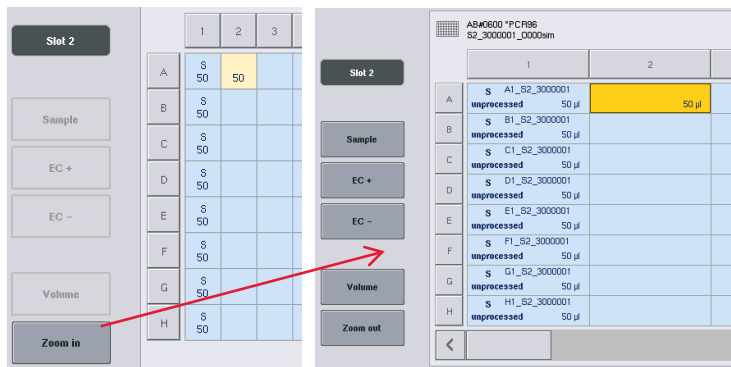 Slot 2
Sample
EC +
EC -
Volume
Zoom in
1 2 3
A S 50 50
B S 50
C S 50
D S 50
E S 50
F S 50
G S 50
H S 50
AB#0600 *PCR96
S2_3000001_0000sim
Slot 2
Sample
EC +
EC -
Volume
Zoom out
1 2
A S A1_S2_3000001
unprocessed 50 µl 50 µl
B S B1_S2_3000001
unprocessed 50 µl
C S C1_S2_3000001
unprocessed 50 µl
D S D1_S2_3000001
unprocessed 50 µl
E S E1_S2_3000001
unprocessed 50 µl
F S F1_S2_3000001
unprocessed 50 µl
G S G1_S2_3000001
unprocessed 50 µl
H S H1_S2_3000001
unprocessed 50 µl
<